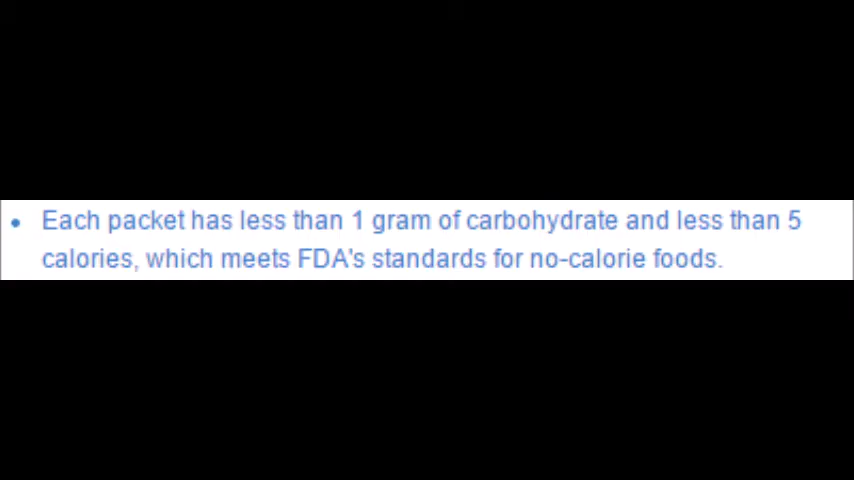 • Each packet has less than 1 gram of carbohydrate and less than 5
calories, which meets FDA's standards for no-calorie foods.